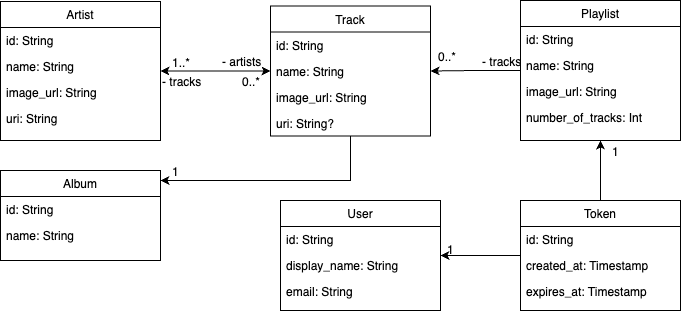 Artist
id: String
name: String
image_url: String
uri: String
1..*
- artists
- tracks
0..*
Track
id: String
name: String
image_url: String
uri: String?
0..*
- tracks
Playlist
id: String
name: String
image_url: String
number_of_tracks: Int
1
1
Album
id: String
name: String
User
id: String
display_name: String
email: String
1
Token
id: String
created_at: Timestamp
expires_at: Timestamp